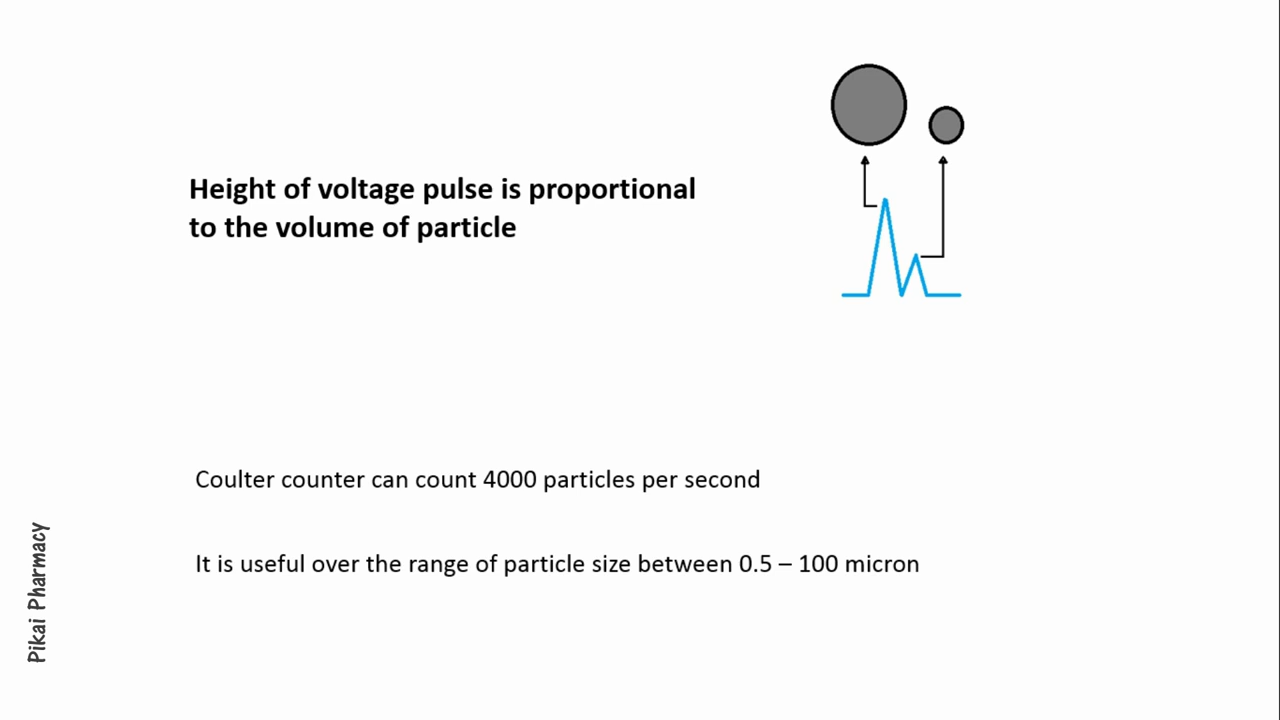 Height of voltage pulse is proportional
to the volume of particle
Coulter counter can count 4000 particles per second
It is useful over the range of particle size between 0.5 – 100 micron
Pikai Pharmacy